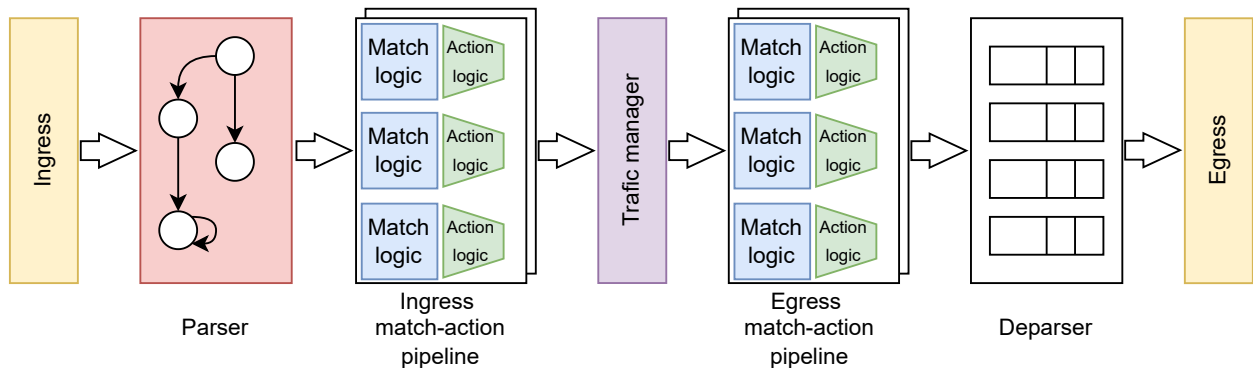 Ingress
Match
logic
Action
logic
Match
logic
Action
logic
Match
logic
Action
logic
Trafic manager
Match
logic
Action
logic
Match
logic
Action
logic
Match
logic
Action
logic
Egress
Parser
Ingress
match-action
pipeline
Egress
match-action
pipeline
Deparser